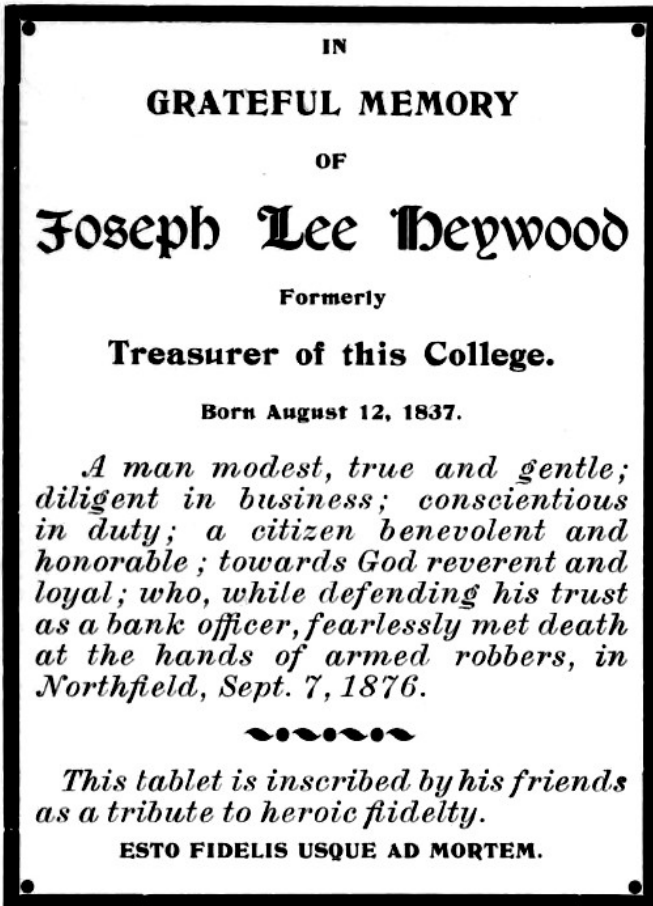 IN
GRATEFUL MEMORY
OF
Joseph Lee Heywood
Formerly
Treasurer of this College.
Born August 12, 1837.
A man modest, true and gentle;
diligent in business; conscientious
in duty; a citizen benevolent and
honorable; towards God reverent and
loyal; who, while defending his trust
as a bank officer, fearlessly met death
at the hands of armed robbers, in
Northfield, Sept. 7, 1876.
This tablet is inscribed by his friends
as a tribute to heroic fiidelty.
ESTO FIDELIS USQUE AD MORTEM.